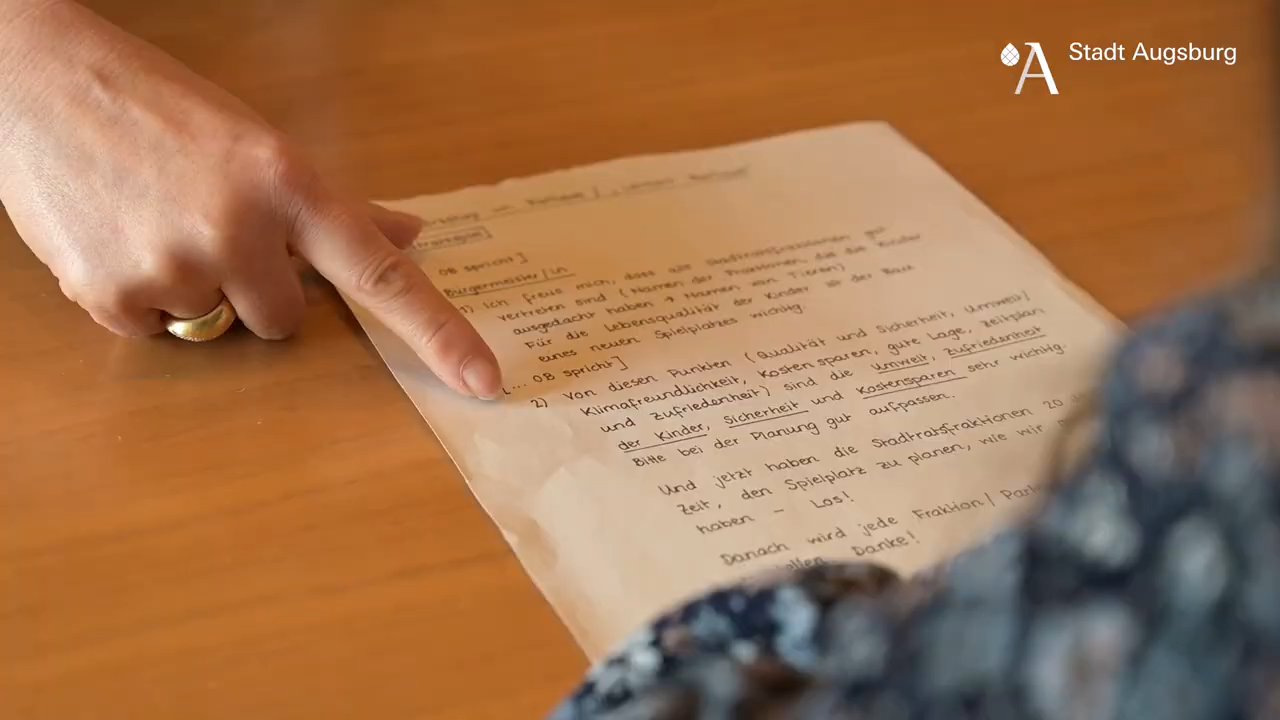 Stadt Augsburg
08 spricht]
Bürgermeister/in
1) Ich freue mich, dass alle Stadtratsfraktionen gut
vertreten sind (Namen der Fraktionen, die die Kinder
ausgedacht haben → Namen von Tieren)
Für die Lebensqualität der Kinder ist der Bau
eines neuen Spielplatzes wichtig.
[... 08 spricht]
2) Von diesen Punkten (Qualität und Sicherheit, Umwelt/
Klimafreundlichkeit, Kosten sparen, gute Lage, Zeitplan
und Zufriedenheit) sind die Umwelt, Zufriedenheit
der Kinder, Sicherheit und Kostensparen sehr wichtig.
Bitte bei der Planung gut aufpassen.
Und jetzt haben die Stadtratsfraktionen 20
Zeit, den Spielplatz zu planen, wie wir
haben - Los!
Danach wird jede Fraktion/
Danke!